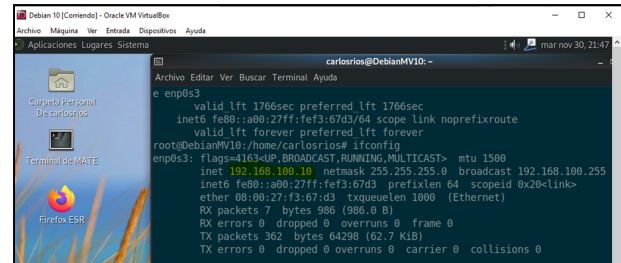 Debian 10 [Corriendo] - Oracle VM VirtualBox
Archivo Máquina Ver Entrada Dispositivos Ayuda
Aplicaciones Lugares Sistema mar nov 30, 21:47
carlosrios@DebianMV10: ~
Archivo Editar Ver Buscar Terminal Ayuda
e enp0s3
valid_lft 1766sec preferred_lft 1766sec
inet6 fe80::a00:27ff:fef3:67d3/64 scope link noprefixroute
valid_lft forever preferred_lft forever
root@DebianMV10:/home/carlosrios# ifconfig
enp0s3: flags=4163<UP,BROADCAST,RUNNING,MULTICAST> mtu 1500
inet 192.168.100.10 netmask 255.255.255.0 broadcast 192.168.100.255
inet6 fe80::a00:27ff:fef3:67d3 prefixlen 64 scopeid 0x20<link>
ether 08:00:27:f3:67:d3 txqueuelen 1000 (Ethernet)
RX packets 7 bytes 986 (986.0 B)
RX errors 0 dropped 0 overruns 0 frame 0
TX packets 362 bytes 64298 (62.7 KiB)
TX errors 0 dropped 0 overruns 0 carrier 0 collisions 0
Carpeta Personal
De carlosrios
Terminal de MATE
Firefox ESR